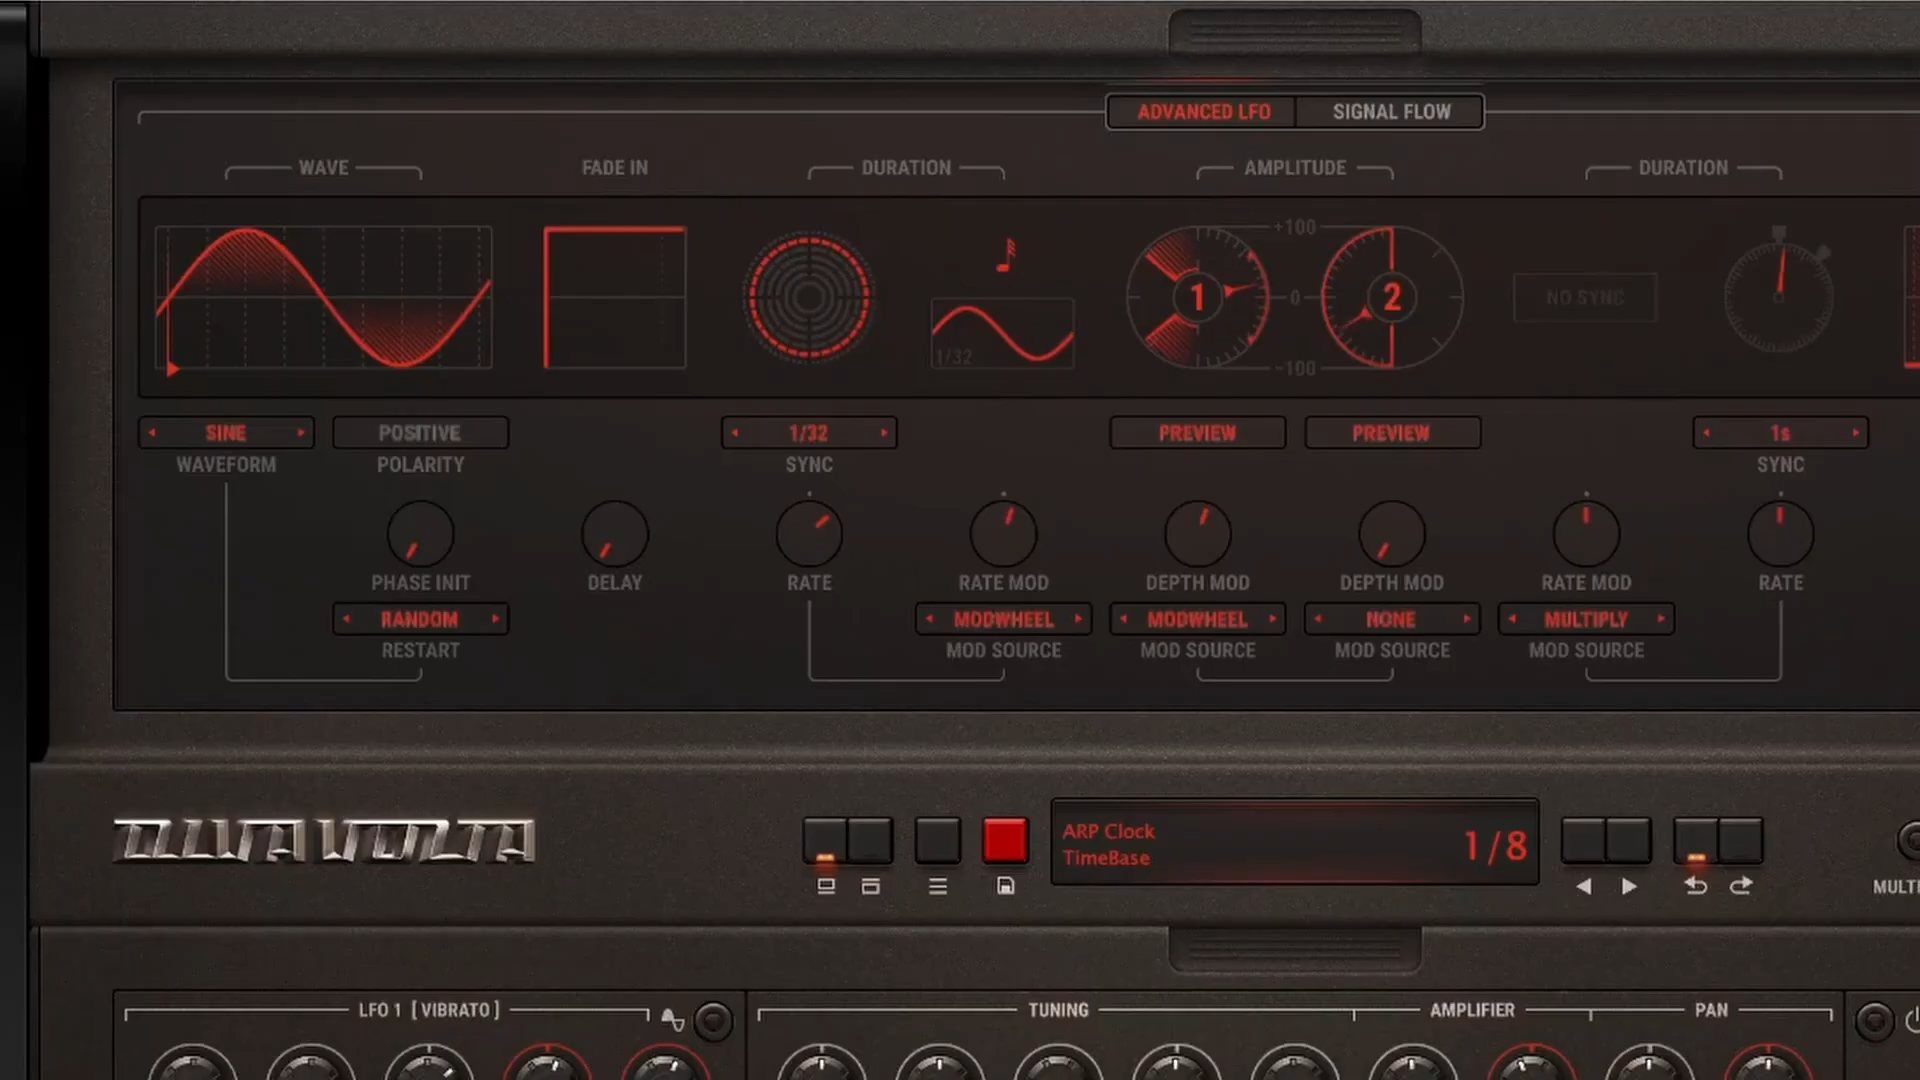 ADVANCED LFO SIGNAL FLOW
WAVE FADE IN DURATION AMPLITUDE DURATION
+100
1 0 2 NO SYNC
1/32
-100
SINE POSITIVE 1/32 PREVIEW PREVIEW 1s
WAVEFORM POLARITY SYNC SYNC
PHASE INIT DELAY RATE RATE MOD DEPTH MOD DEPTH MOD RATE MOD RATE
RANDOM MODWHEEL MODWHEEL NONE MULTIPLY
RESTART MOD SOURCE MOD SOURCE MOD SOURCE MOD SOURCE
ARP Clock
TimeBase
1/8
LFO 1 [ VIBRATO ] TUNING AMPLIFIER PAN